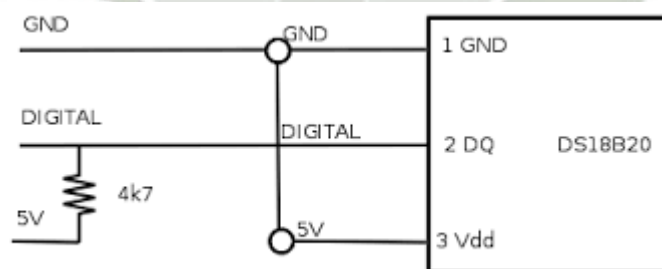 GND
GND
1 GND
DIGITAL
DIGITAL
2 DQ
DS18B20
4k7
5V
5V
3 Vdd